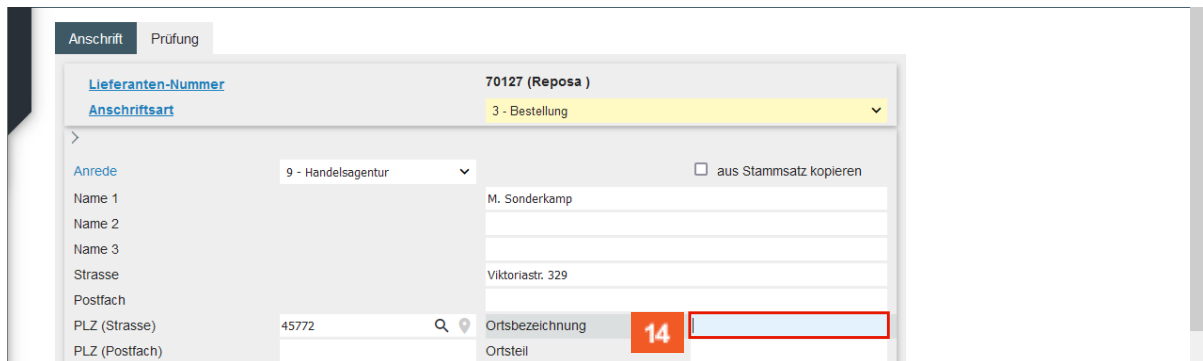 Anschrift Prüfung
Lieferanten-Nummer 70127 (Reposa )
Anschriftsart 3 - Bestellung
Anrede 9 - Handelsagentur aus Stammsatz kopieren
Name 1 M. Sonderkamp
Name 2
Name 3
Strasse Viktoriastr. 329
Postfach
PLZ (Strasse) 45772 Ortsbezeichnung 14
PLZ (Postfach) Ortsteil